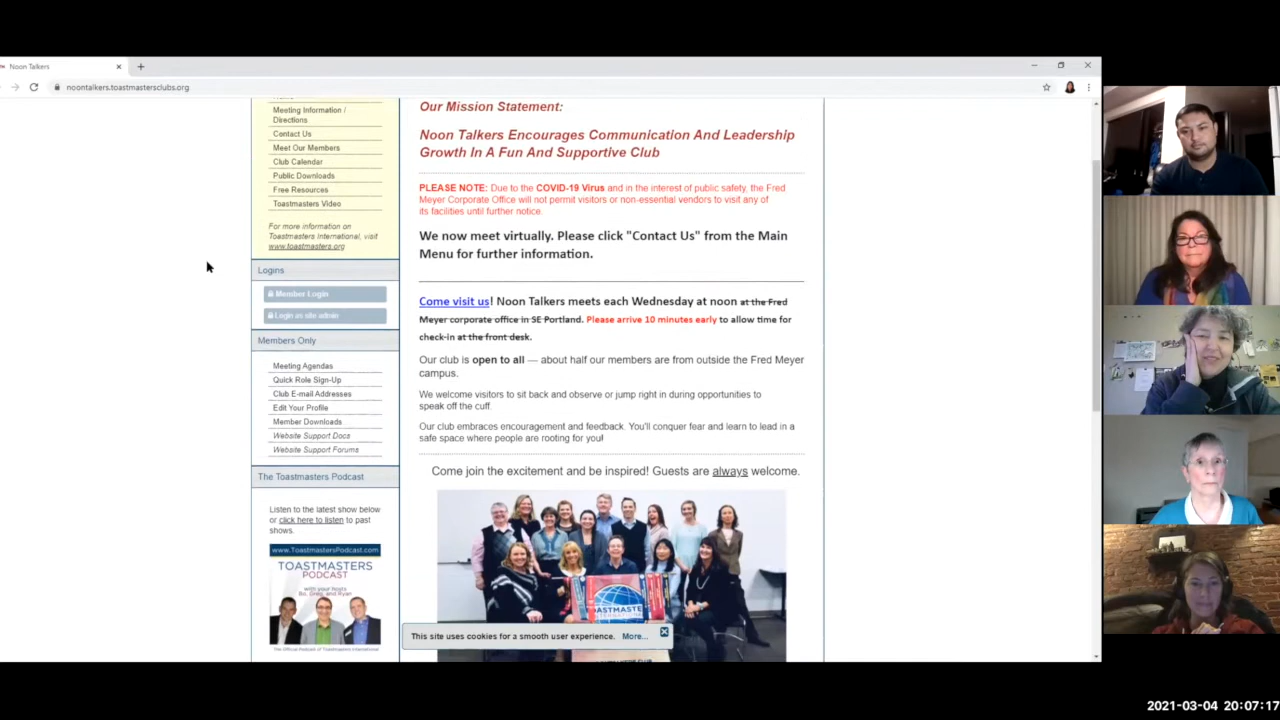 Noon Talkers
noontalkers.toastmastersclubs.org
Meeting Information /
Directions
Contact Us
Meet Our Members
Club Calendar
Public Downloads
Free Resources
Toastmasters Video
For more information on
Toastmasters International, visit
www.toastmasters.org
Logins
Member Login
Login as site admin
Members Only
Meeting Agendas
Quick Role Sign-Up
Club E-mail Addresses
Edit Your Profile
Member Downloads
Website Support Docs
Website Support Forums
The Toastmasters Podcast
Listen to the latest show below
or click here to listen to past
shows.
www.ToastmastersPodcast.com
TOASTMASTERS
PODCAST
with your hosts
Bo, Greg, and Ryan
The Official Podcast of Toastmasters International
Our Mission Statement:
Noon Talkers Encourages Communication And Leadership
Growth In A Fun And Supportive Club
PLEASE NOTE: Due to the COVID-19 Virus and in the interest of public safety, the Fred
Meyer Corporate Office will not permit visitors or non-essential vendors to visit any of
its facilities until further notice.
We now meet virtually. Please click "Contact Us" from the Main
Menu for further information.
Come visit us! Noon Talkers meets each Wednesday at noon at the Fred
Meyer corporate office in SE Portland. Please arrive 10 minutes early to allow time for
check-in at the front desk.
Our club is open to all — about half our members are from outside the Fred Meyer
campus.
We welcome visitors to sit back and observe or jump right in during opportunities to
speak off the cuff.
Our club embraces encouragement and feedback. You'll conquer fear and learn to lead in a
safe space where people are rooting for you!
Come join the excitement and be inspired! Guests are always welcome.
This site uses cookies for a smooth user experience. More...
2021-03-04 20:07:17